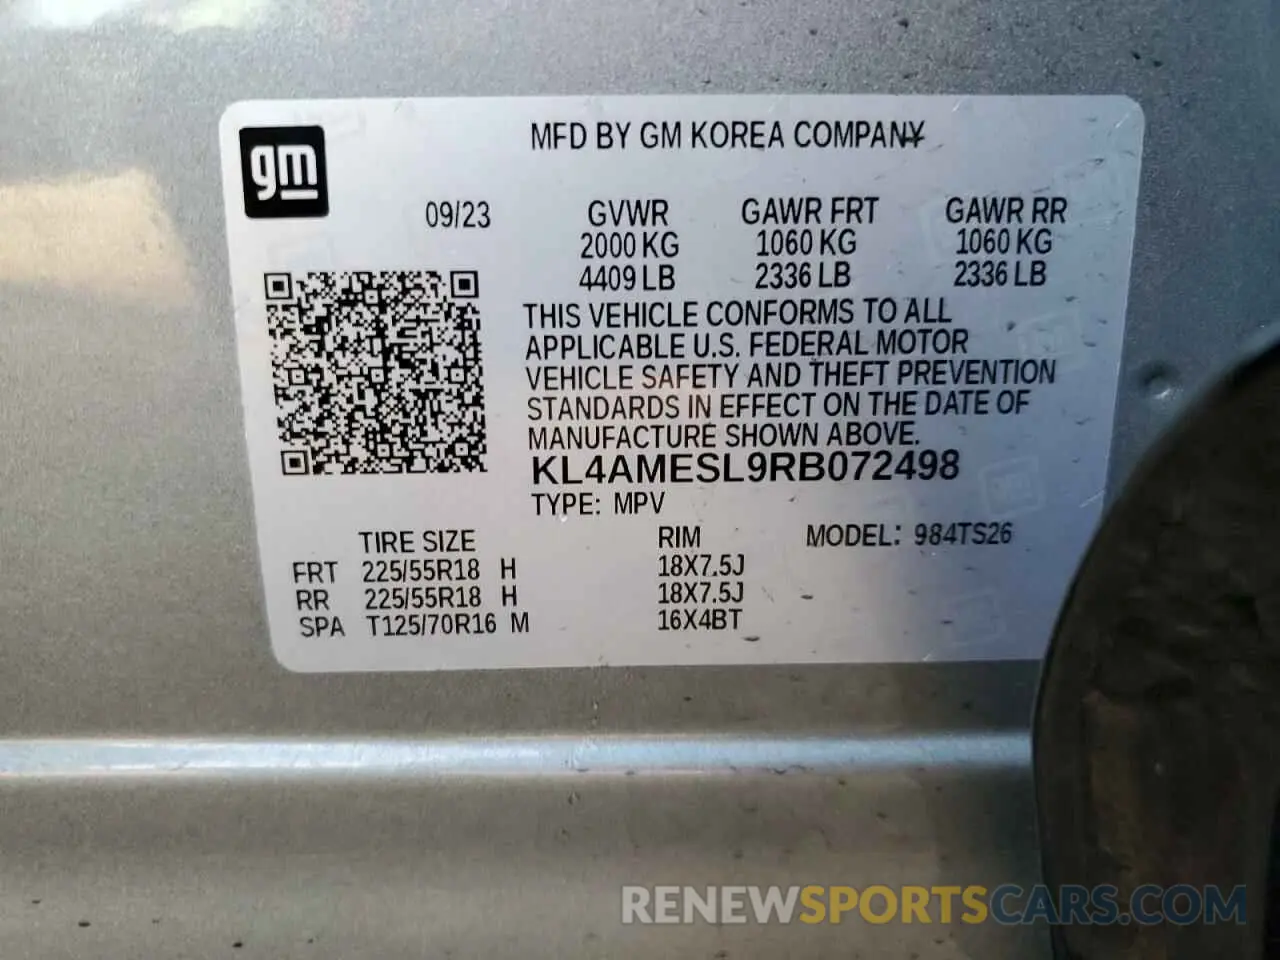 gm
MFD BY GM KOREA COMPANY
09/23
GVWR GAWR FRT GAWR RR
2000 KG 1060 KG 1060 KG
4409 LB 2336 LB 2336 LB
THIS VEHICLE CONFORMS TO ALL
APPLICABLE U.S. FEDERAL MOTOR
VEHICLE SAFETY AND THEFT PREVENTION
STANDARDS IN EFFECT ON THE DATE OF
MANUFACTURE SHOWN ABOVE.
KL4AMESL9RB072498
TYPE: MPV
TIRE SIZE RIM MODEL: 984TS26
FRT 225/55R18 H 18X7.5J
RR 225/55R18 H 18X7.5J
SPA T125/70R16 M 16X4BT
RENEWSPORTSCARS.COM